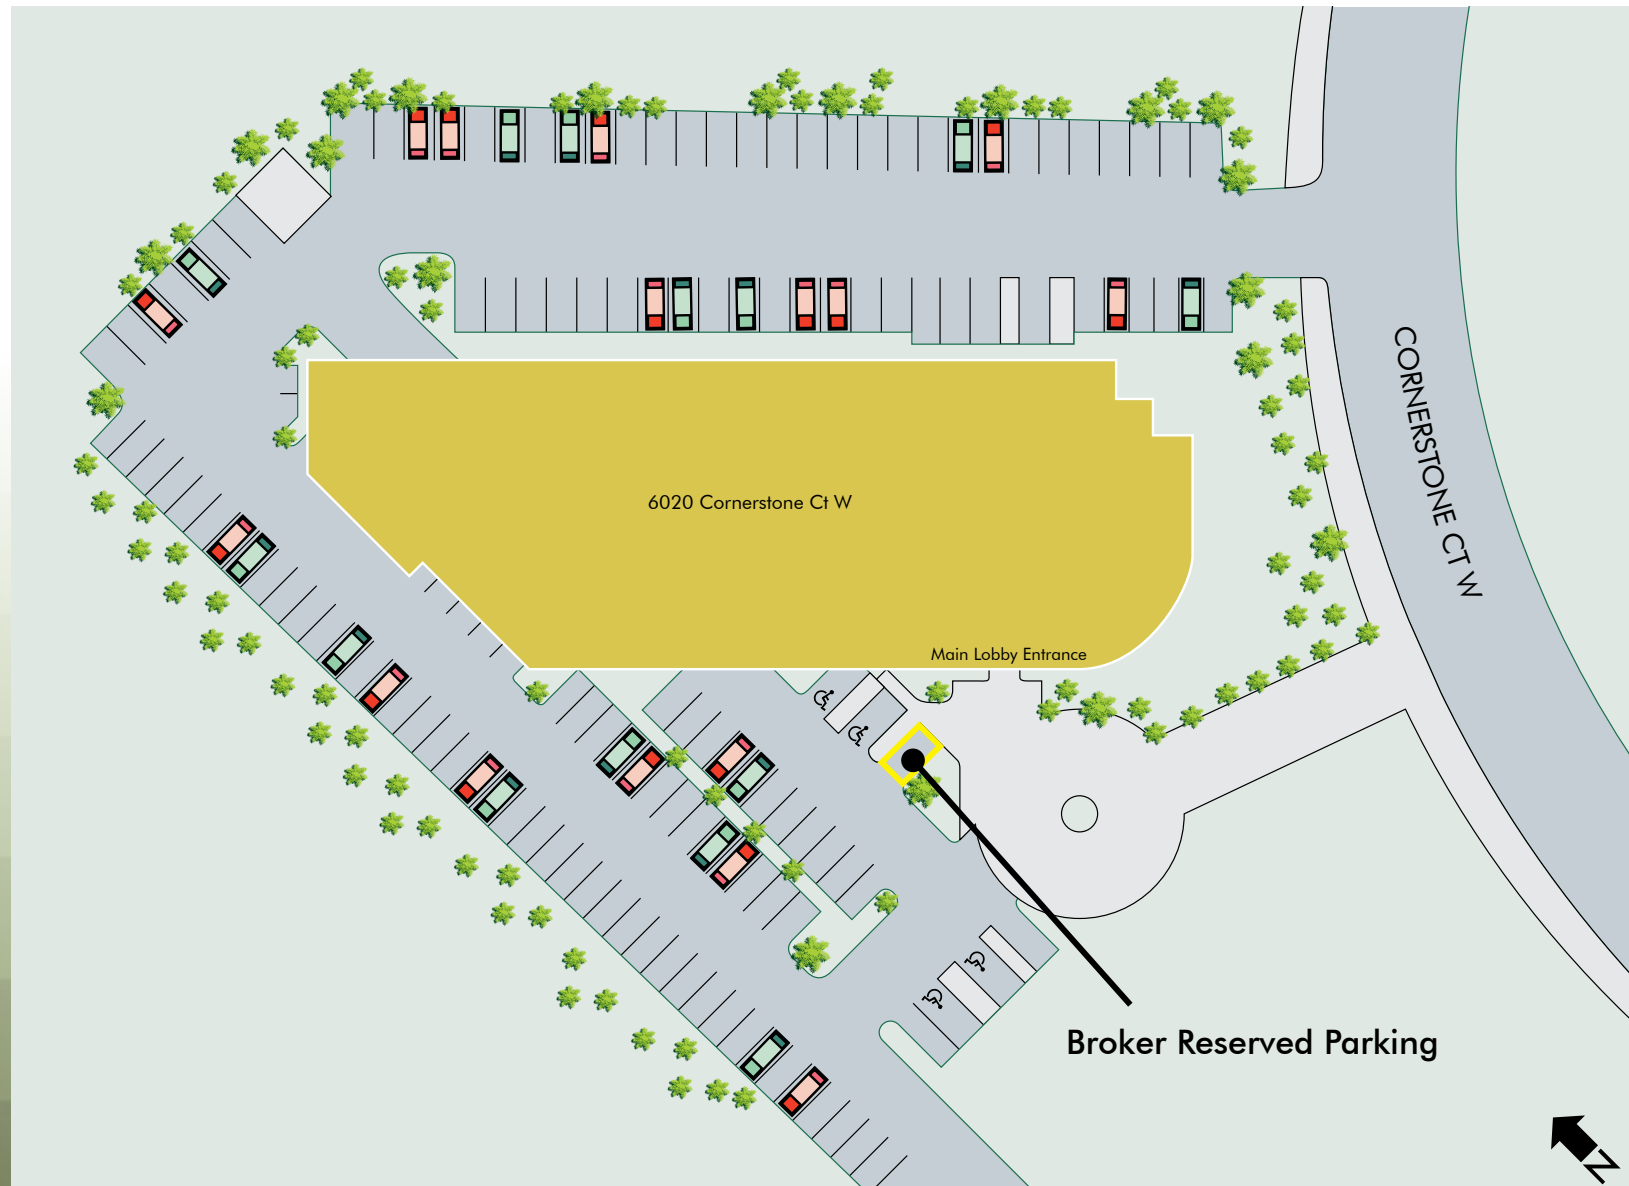 CORNERSTONE CT W
6020 Cornerstone Ct W
Main Lobby Entrance
Broker Reserved Parking
N